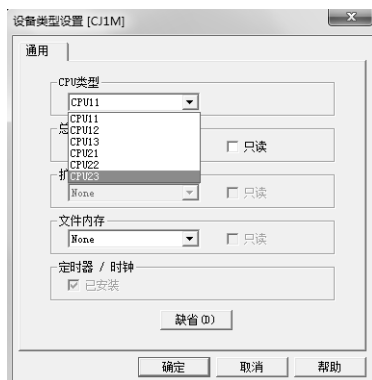 设备类型设置 [CJ1M]
通用
CPU类型
CPU11
CPU11
CPU12
CPU13
CPU21
CPU22
CPU23
总
只读
扩
None
只读
文件内存
None
只读
定时器 / 时钟
已安装
缺省(D)
确定
取消
帮助